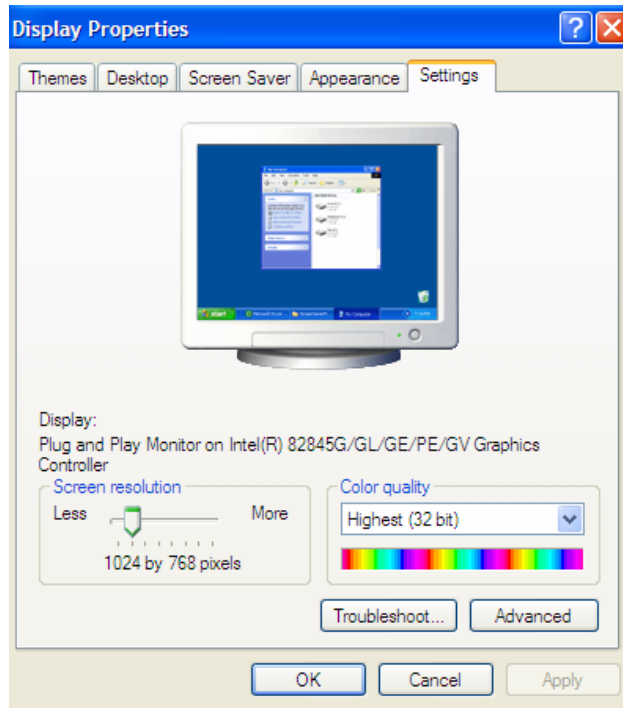 Display Properties
Themes
Desktop
Screen Saver
Appearance
Settings
start
Display:
Plug and Play Monitor on Intel(R) 82845G/GL/GE/PE/GV Graphics
Controller
Screen resolution
Less
More
1024 by 768 pixels
Color quality
Highest (32 bit)
Troubleshoot...
Advanced
OK
Cancel
Apply